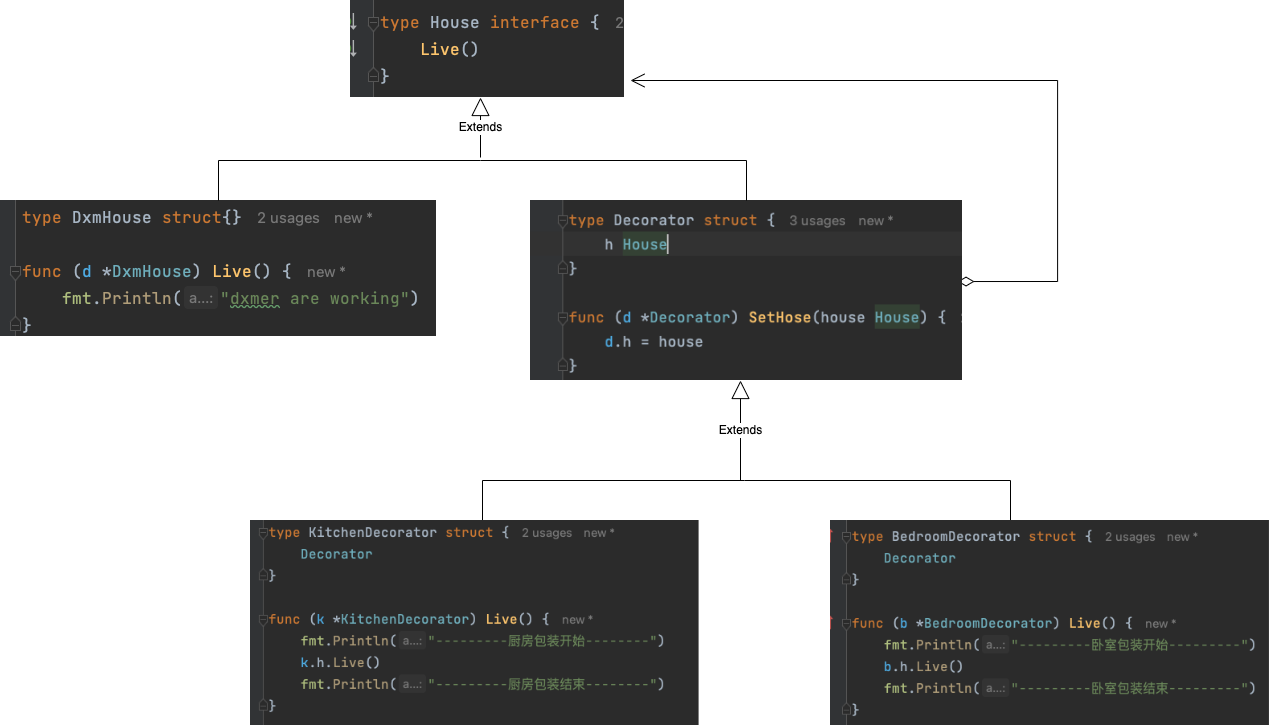 type House interface { 2
Live()
}
Extends
type DxmHouse struct{} 2 usages new *
func (d *DxmHouse) Live() { new *
fmt.Println( a...: "dxmer are working")
}
type Decorator struct { 3 usages new *
h House
}
func (d *Decorator) SetHose(house House) {
d.h = house
}
Extends
type KitchenDecorator struct { 2 usages new *
Decorator
}
func (k *KitchenDecorator) Live() { new *
fmt.Println( a...: "---------厨房包装开始--------")
k.h.Live()
fmt.Println( a...: "---------厨房包装结束--------")
}
type BedroomDecorator struct { 2 usages new *
Decorator
}
func (b *BedroomDecorator) Live() { new *
fmt.Println( a...: "---------卧室包装开始---------")
b.h.Live()
fmt.Println( a...: "---------卧室包装结束---------")
}